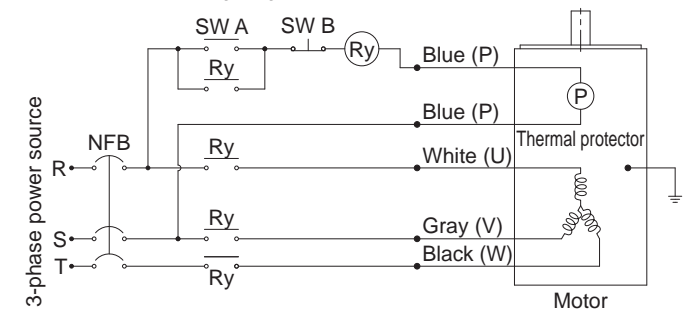 SW A
SW B
Ry
Ry
Blue (P)
P
Blue (P)
Thermal protector
3-phase power source
NFB
R
Ry
White (U)
S
Ry
Gray (V)
T
Ry
Black (W)
Motor